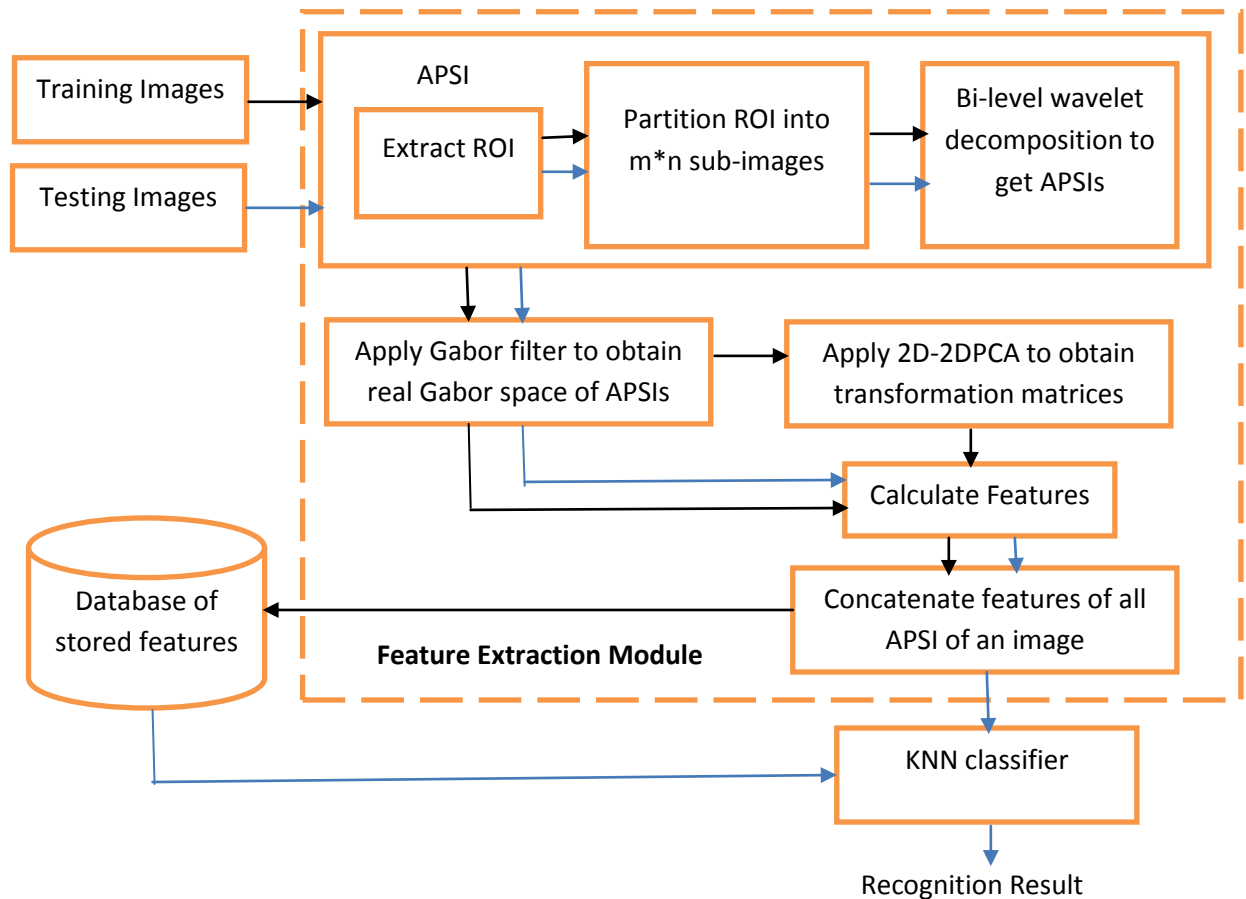 Training Images
Testing Images
APSI
Extract ROI
Partition ROI into
m*n sub-images
Bi-level wavelet
decomposition to
get APSIs
Apply Gabor filter to obtain
real Gabor space of APSIs
Apply 2D-2DPCA to obtain
transformation matrices
Calculate Features
Concatenate features of all
APSI of an image
Database of
stored features
Feature Extraction Module
KNN classifier
Recognition Result